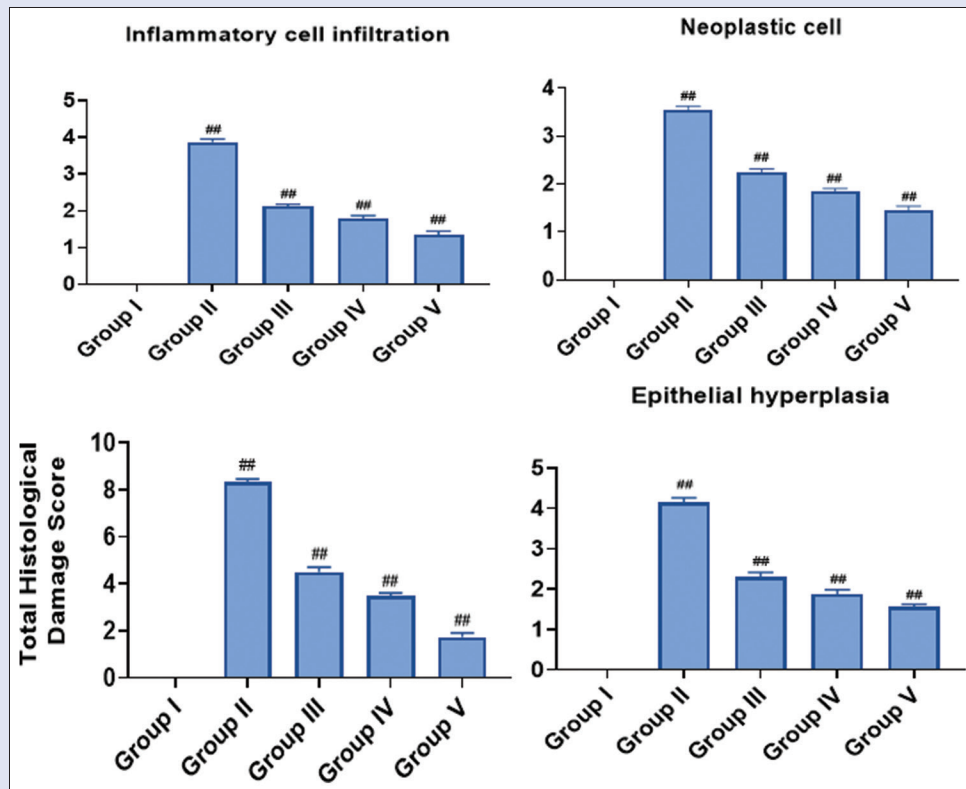 Inflammatory cell infiltration
5
4
3
2
1
0
##
##
##
##
Group I
Group II
Group III
Group IV
Group V
Neoplastic cell
4
3
2
1
0
##
##
##
##
Group I
Group II
Group III
Group IV
Group V
Total Histological
Damage Score
10
8
6
4
2
0
##
##
##
##
Group I
Group II
Group III
Group IV
Group V
Epithelial hyperplasia
5
4
3
2
1
0
##
##
##
##
Group I
Group II
Group III
Group IV
Group V